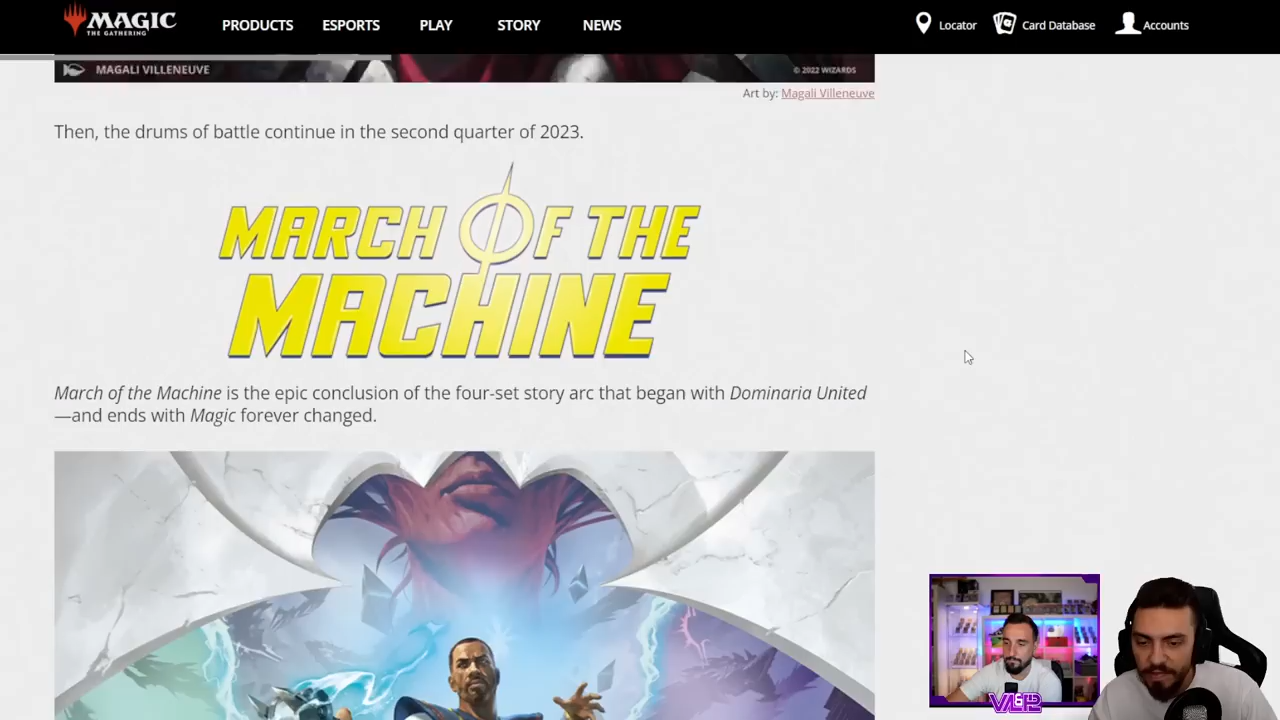 MAGIC
THE GATHERING
PRODUCTS ESPORTS PLAY STORY NEWS
Locator Card Database Accounts
MAGALI VILLENEUVE © 2022 WIZARDS
Art by: Magali Villeneuve
Then, the drums of battle continue in the second quarter of 2023.
MARCH OF THE
MACHINE
March of the Machine is the epic conclusion of the four-set story arc that began with Dominaria United
—and ends with Magic forever changed.